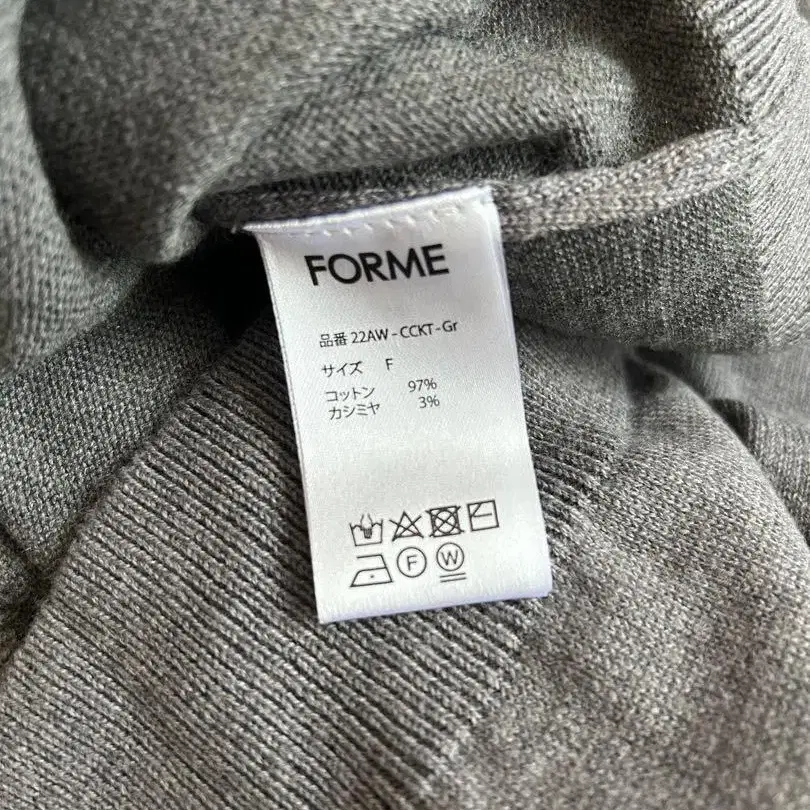 FORME
品番 22AW-CCKT-Gr
サイズ F
コットン 97%
カシミヤ 3%
F W